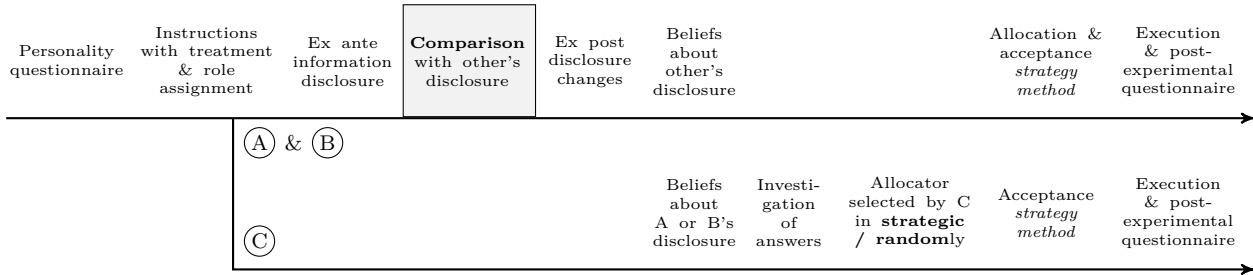 Personality
questionnaire
Instructions
with treatment
& role
assignment
Ex ante
information
disclosure
Comparison
with other's
disclosure
Ex post
disclosure
changes
Beliefs
about
other's
disclosure
Allocation &
acceptance
strategy
method
Execution
& post-
experimental
questionnaire
A & B
C
Beliefs
about
A or B's
disclosure
Investi-
gation
of
answers
Allocator
selected by C
in strategic
/ randomly
Acceptance
strategy
method
Execution
& post-
experimental
questionnaire